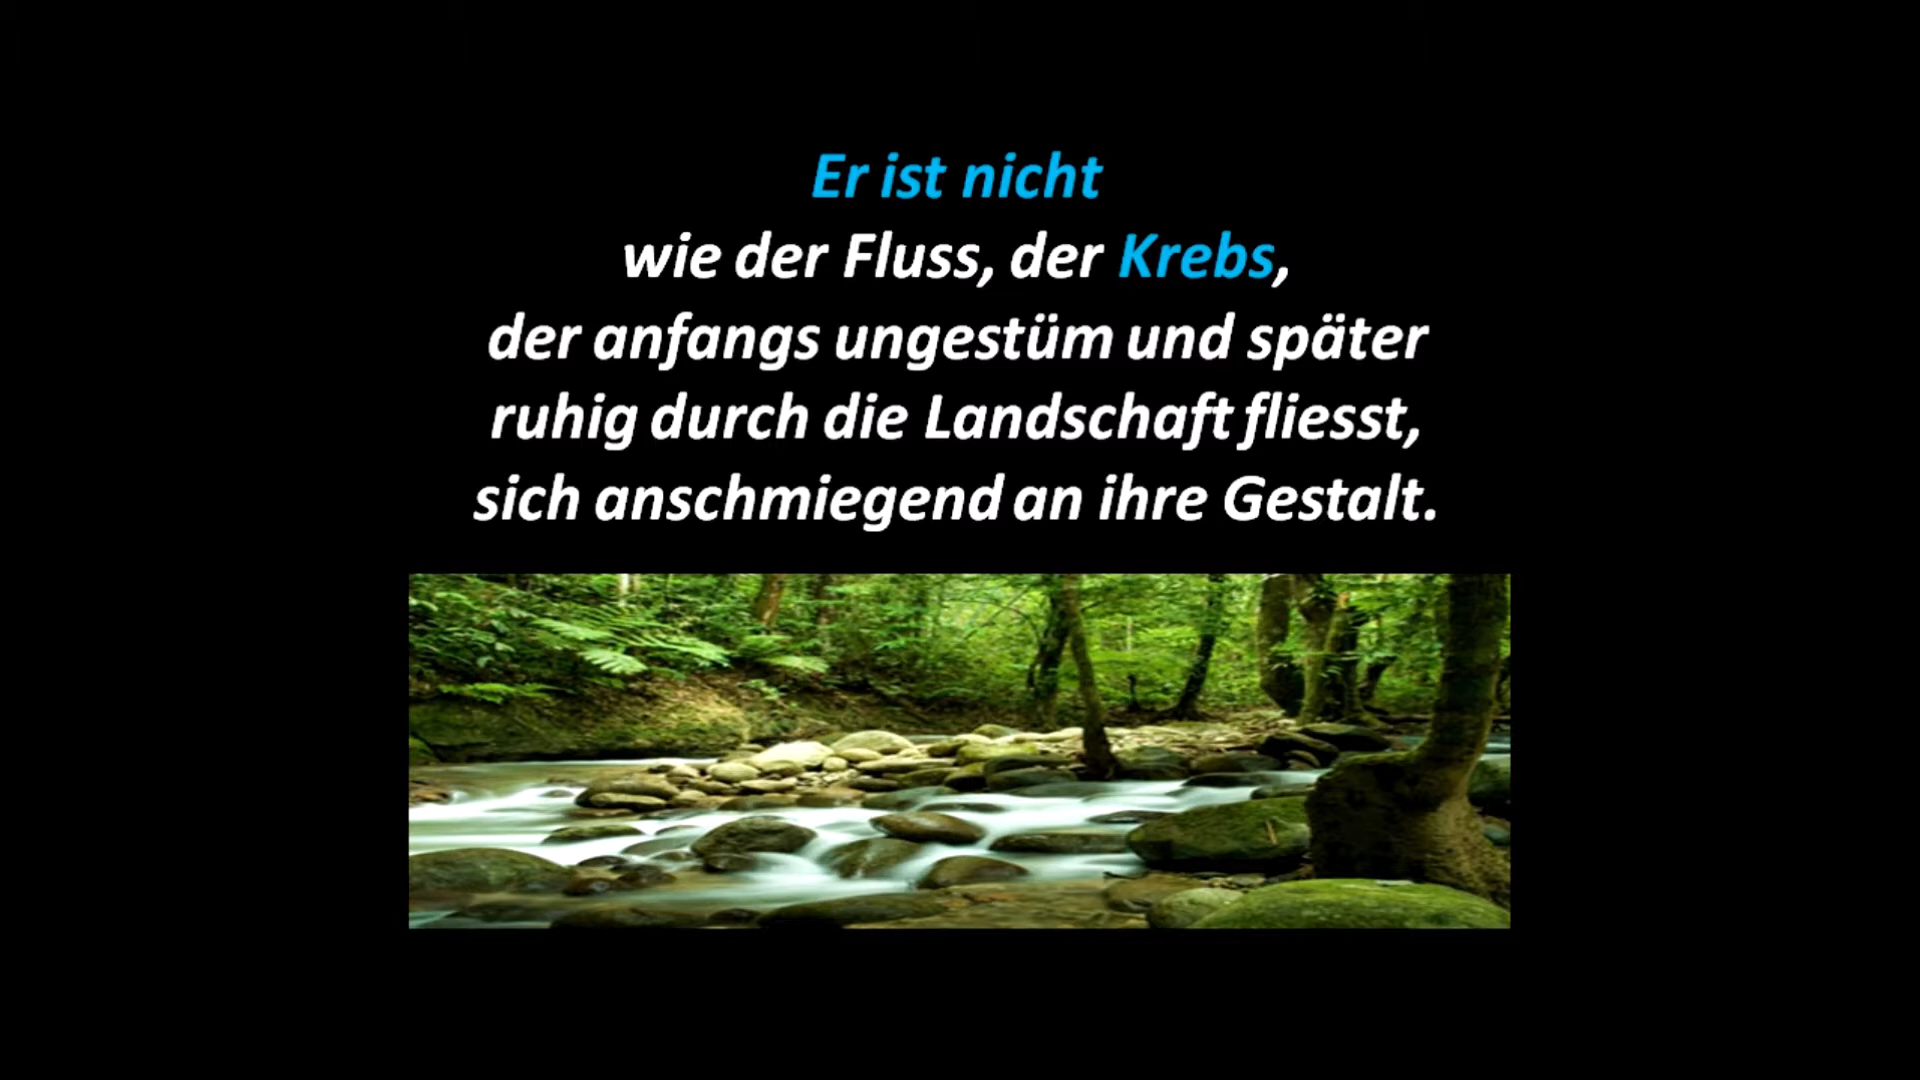 Er ist nicht
wie der Fluss, der Krebs,
der anfangs ungestüm und später
ruhig durch die Landschaft fliesst,
sich anschmiegend an ihre Gestalt.